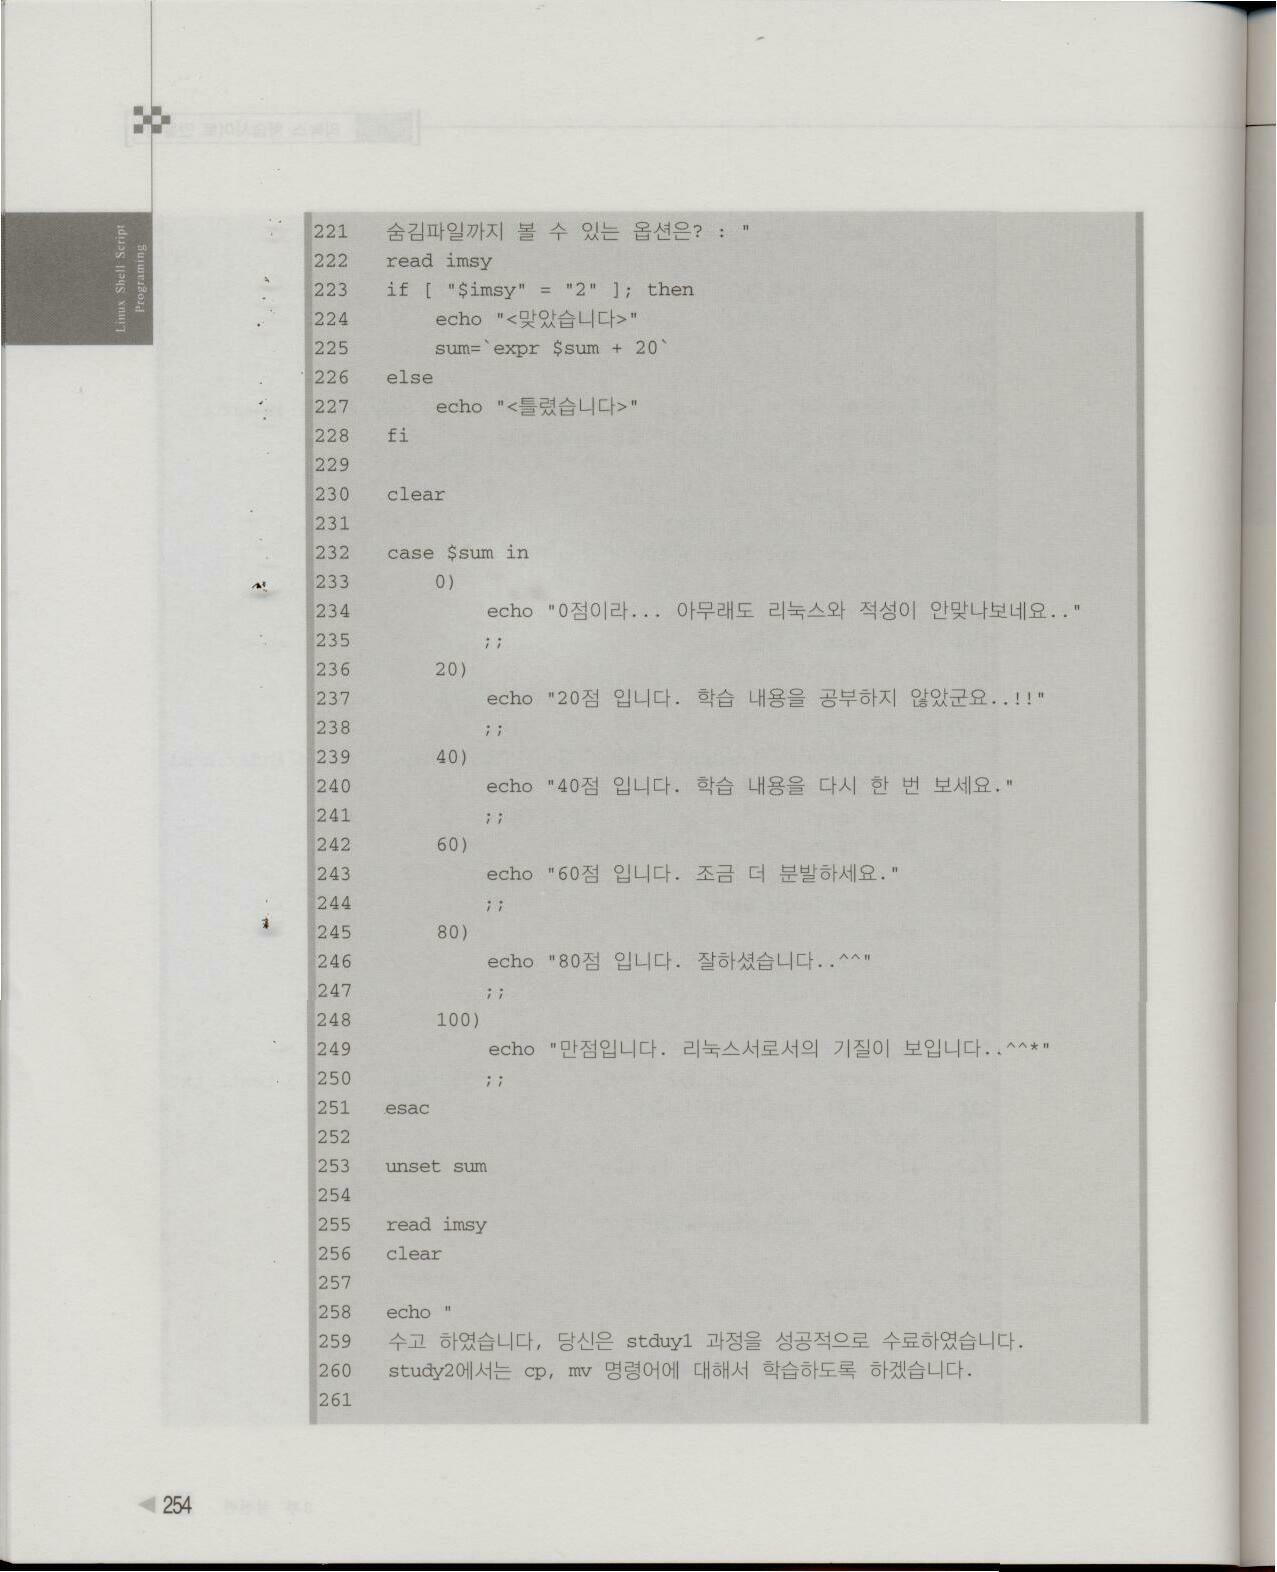 Linux Shell Script
Programing
221 숨김파일까지 볼 수 있는 옵션은? : "
222 read imsy
223 if [ "$imsy" = "2" ]; then
224 echo "<맞았습니다>"
225 sum=`expr $sum + 20`
226 else
227 echo "<틀렸습니다>"
228 fi
229
230 clear
231
232 case $sum in
233 0)
234 echo "0점이라... 아무래도 리눅스와 적성이 안맞나보네요.."
235 ;;
236 20)
237 echo "20점 입니다. 학습 내용을 공부하지 않았군요..!!"
238 ;;
239 40)
240 echo "40점 입니다. 학습 내용을 다시 한 번 보세요."
241 ;;
242 60)
243 echo "60점 입니다. 조금 더 분발하세요."
244 ;;
245 80)
246 echo "80점 입니다. 잘하셨습니다..^^"
247 ;;
248 100)
249 echo "만점입니다. 리눅스서로서의 기질이 보입니다..^^*"
250 ;;
251 esac
252
253 unset sum
254
255 read imsy
256 clear
257
258 echo "
259 수고 하였습니다, 당신은 stduy1 과정을 성공적으로 수료하였습니다.
260 study2에서는 cp, mv 명령어에 대해서 학습하도록 하겠습니다.
261
254